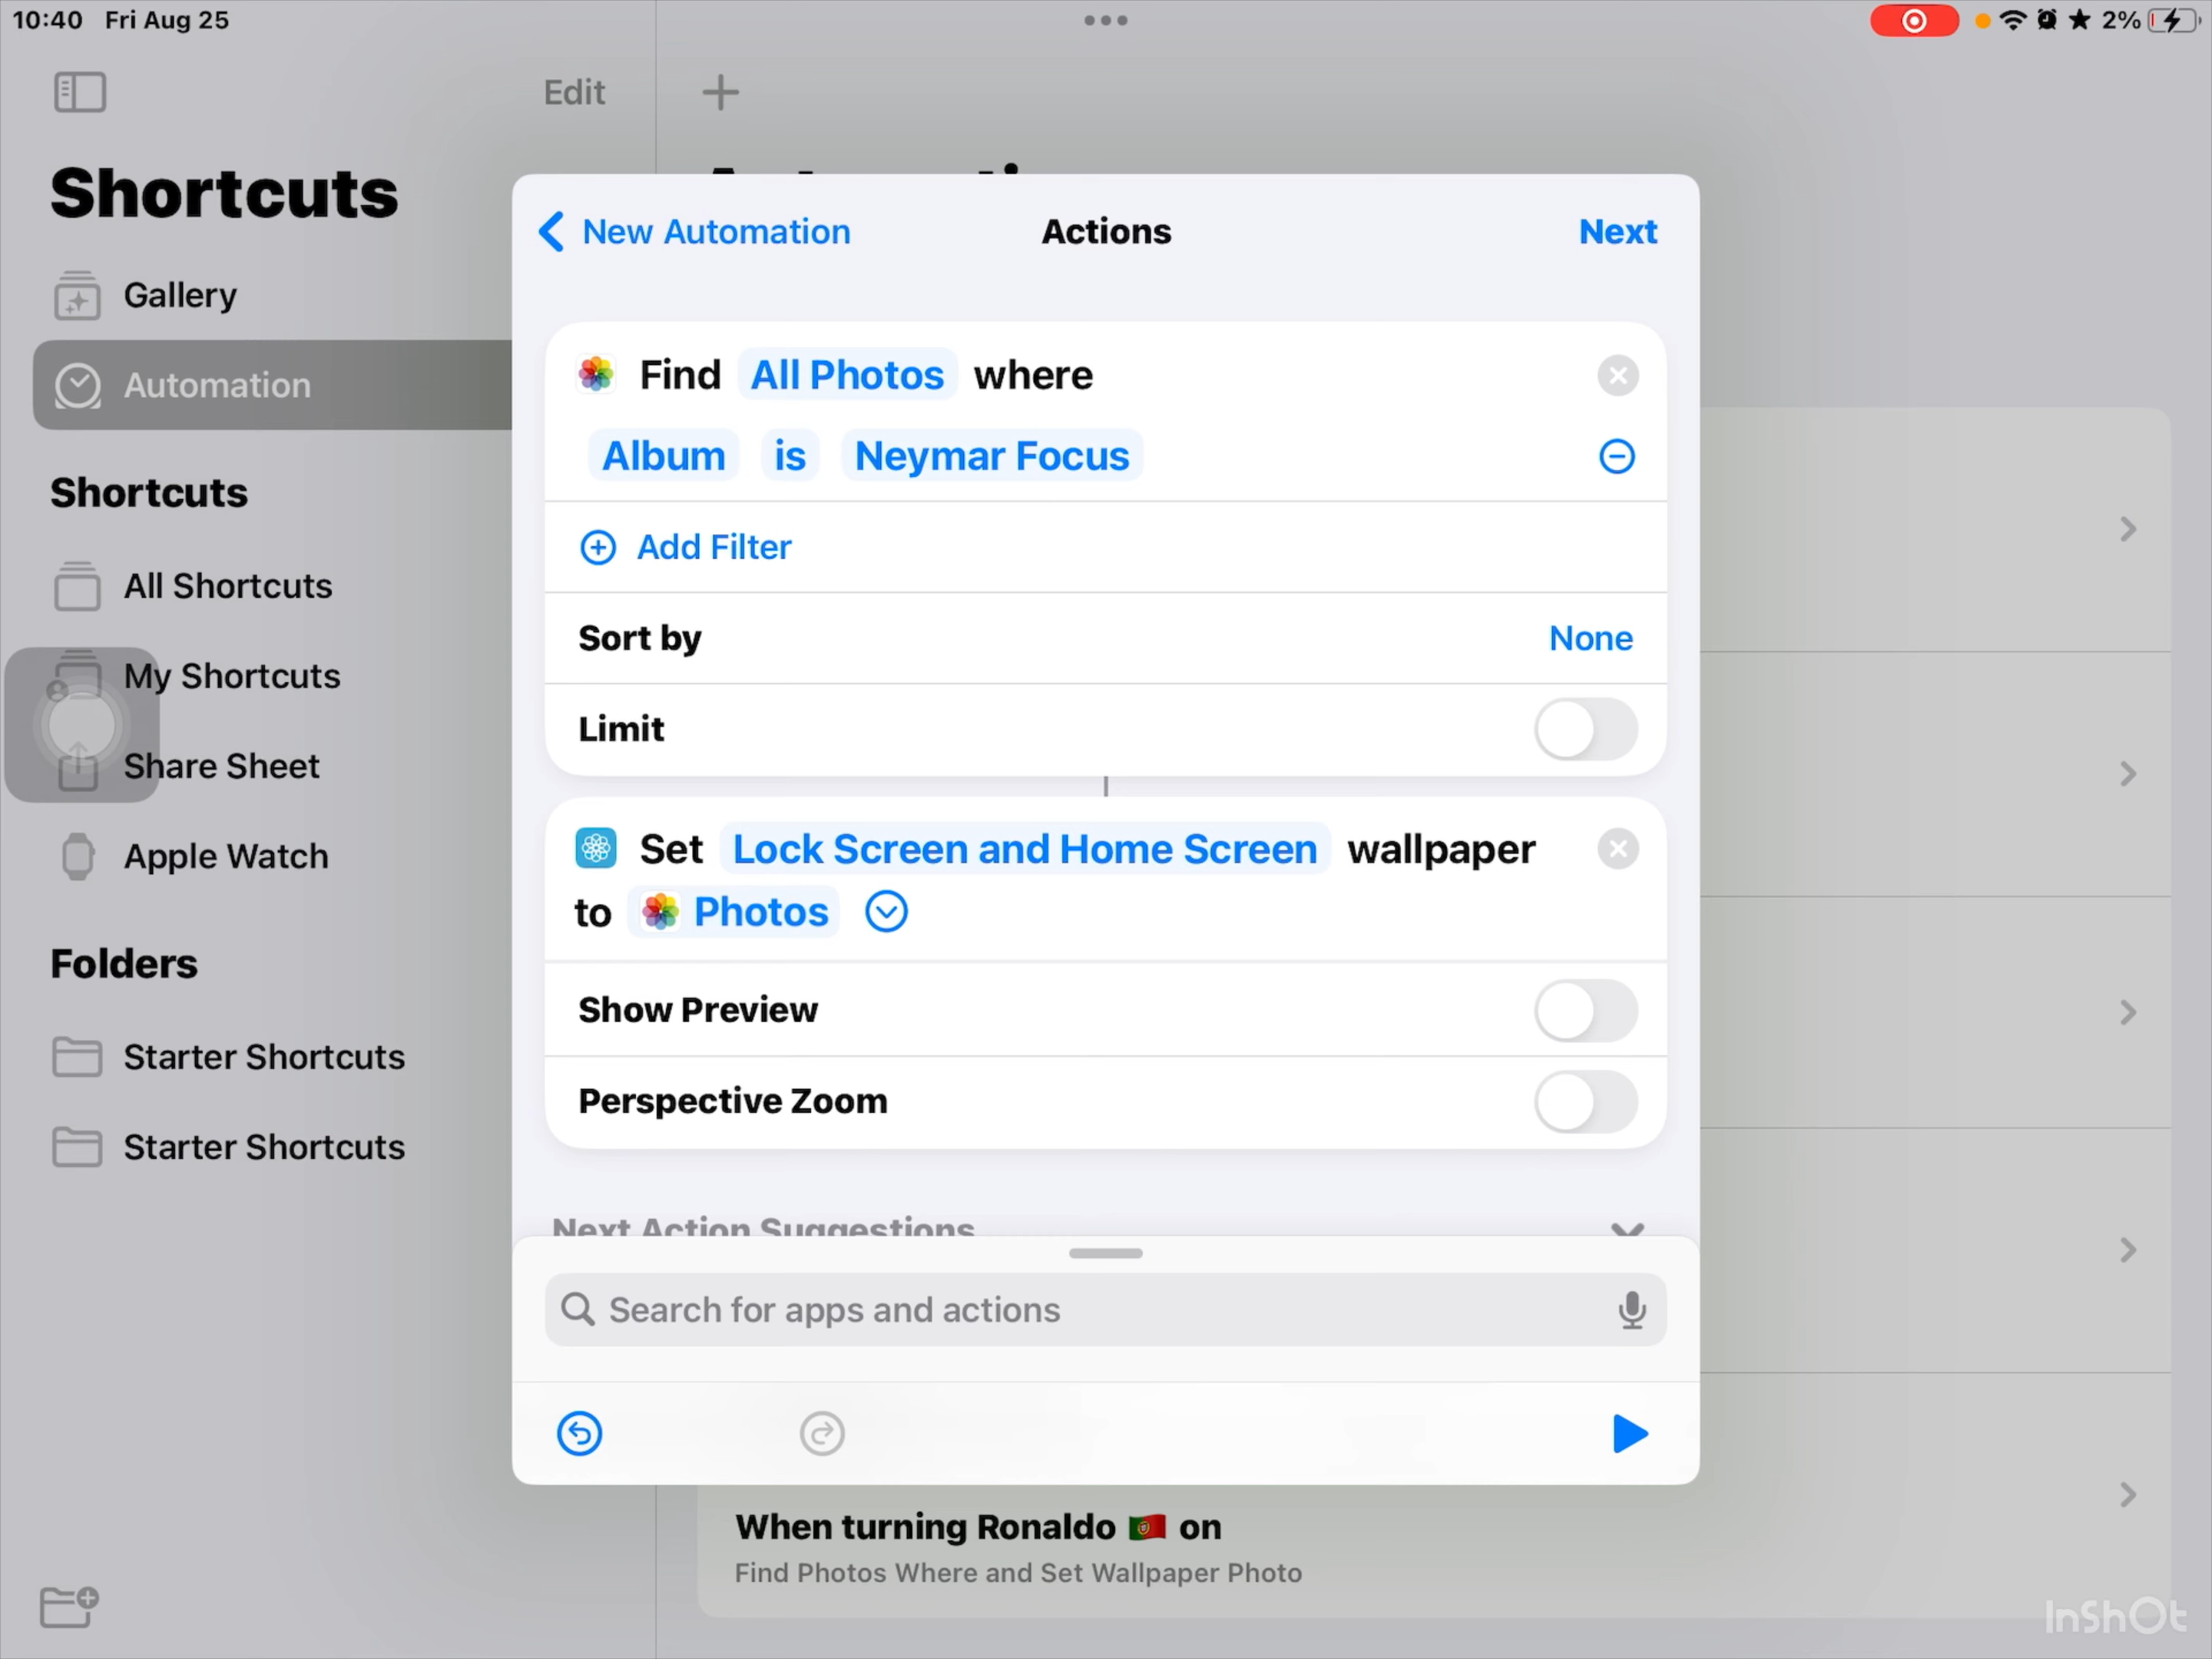 10:40 Fri Aug 25
2%
Edit
Shortcuts
Gallery
Automation
Shortcuts
All Shortcuts
My Shortcuts
Share Sheet
Apple Watch
Folders
Starter Shortcuts
Starter Shortcuts
New Automation
Actions
Next
Find All Photos where
Album is Neymar Focus
Add Filter
Sort by None
Limit
Set Lock Screen and Home Screen wallpaper
to Photos
Show Preview
Perspective Zoom
Next Action Suggestions
Search for apps and actions
When turning Ronaldo 🇵🇹 on
Find Photos Where and Set Wallpaper Photo
InShOt